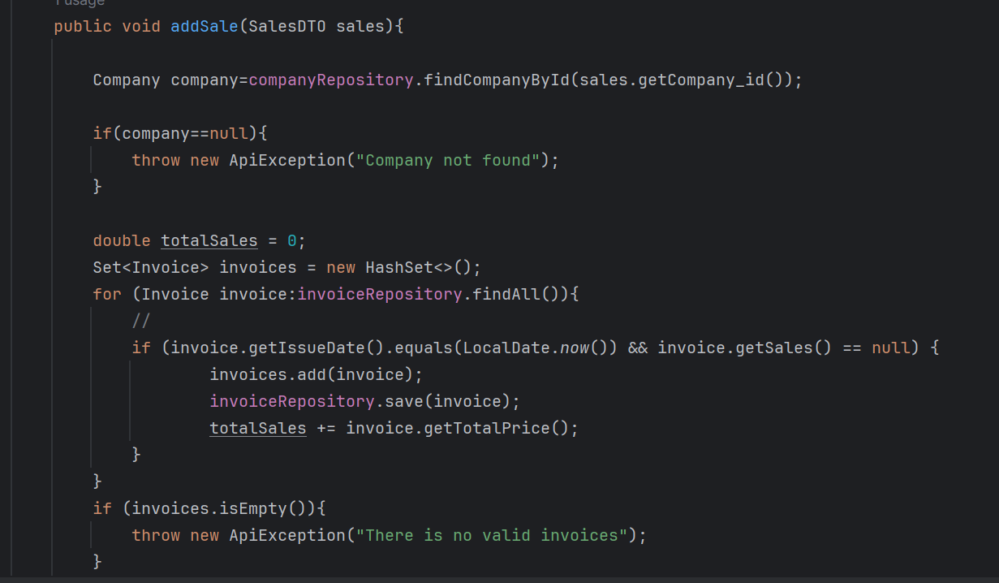 1 usage
public void addSale(SalesDTO sales){
Company company=companyRepository.findCompanyById(sales.getCompany_id());
if(company==null){
throw new ApiException("Company not found");
}
double totalSales = 0;
Set<Invoice> invoices = new HashSet<>();
for (Invoice invoice:invoiceRepository.findAll()){
//
if (invoice.getIssueDate().equals(LocalDate.now()) && invoice.getSales() == null) {
invoices.add(invoice);
invoiceRepository.save(invoice);
totalSales += invoice.getTotalPrice();
}
}
if (invoices.isEmpty()){
throw new ApiException("There is no valid invoices");
}